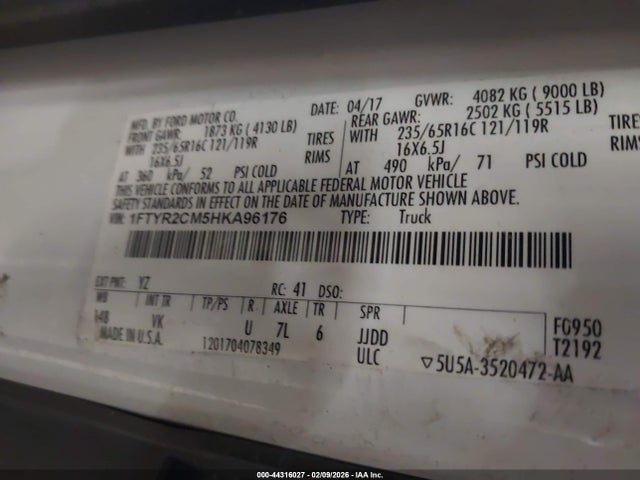 MFD. BY FORD MOTOR CO.
DATE: 04/17 GVWR: 4082 KG ( 9000 LB)
FRONT GAWR: 1873 KG ( 4130 LB) REAR GAWR: 2502 KG ( 5515 LB)
WITH 235/65R16C 121/119R TIRES WITH 235/65R16C 121/119R TIRES
16X6.5J RIMS 16X6.5J RIMS
AT 360 kPa/ 52 PSI COLD AT 490 kPa/ 71 PSI COLD
THIS VEHICLE CONFORMS TO ALL APPLICABLE FEDERAL MOTOR VEHICLE
SAFETY STANDARDS IN EFFECT ON THE DATE OF MANUFACTURE SHOWN ABOVE.
VIN: 1FTYR2CM5HKA96176 TYPE: Truck
EXT PNT: YZ RC: 41 DSO:
WB INT TR TP/PS R AXLE TR SPR
148 VK U 7L 6 JJDD F0950
MADE IN U.S.A. 1201704078349 ULC T2192
▽5U5A-3520472-AA
000-44316027 - 02/09/2026 - IAA Inc.